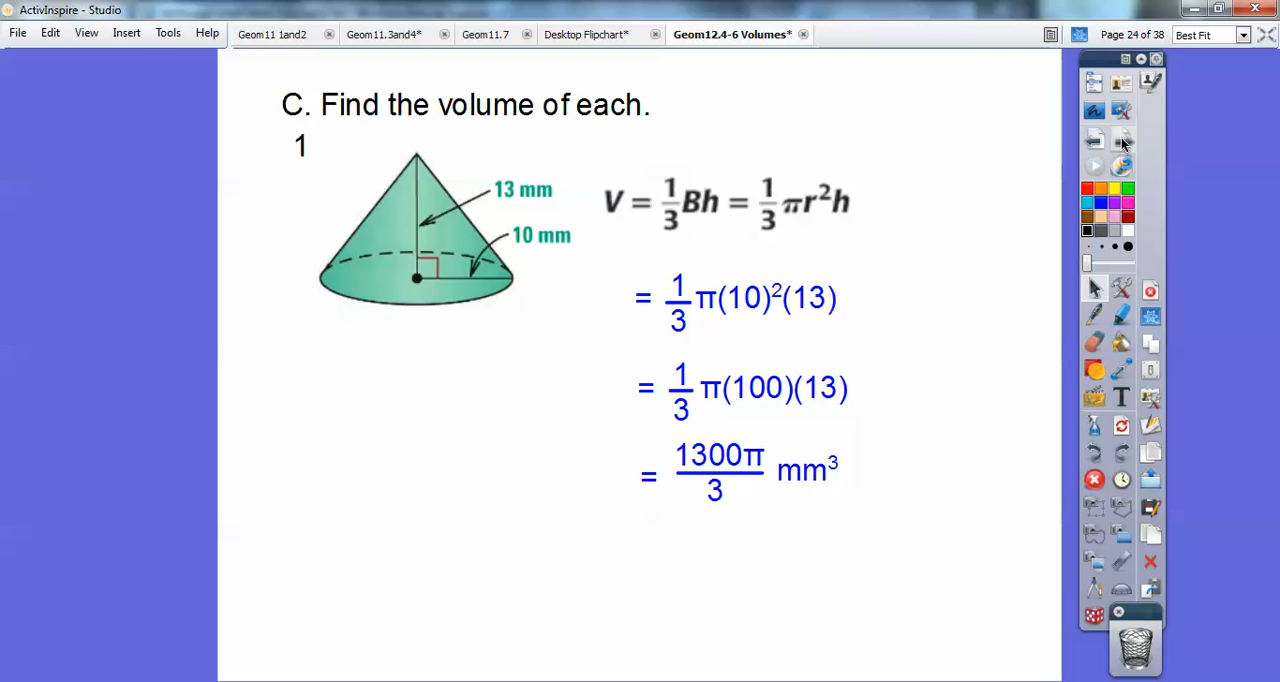 ActivInspire - Studio
File Edit View Insert Tools Help
Geom11 1and2 Geom11.3and4* Geom11.7 Desktop Flipchart* Geom12.4-6 Volumes* Page 24 of 38 Best Fit
C. Find the volume of each.
1
13 mm
10 mm
V = 1/3 Bh = 1/3 πr²h
= 1/3 π(10)²(13)
= 1/3 π(100)(13)
= 1300π/3 mm³